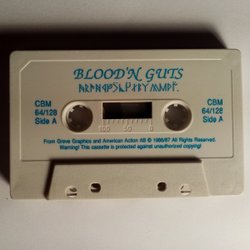 BLOOD'N GUTS
CBM
64/128
Side A
CBM
64/128
Side A
100 50 0
From Greve Graphics and American Action AB © 1986/87 All Rights Reserved.
Warning! This cassette is protected against unauthorized copying!